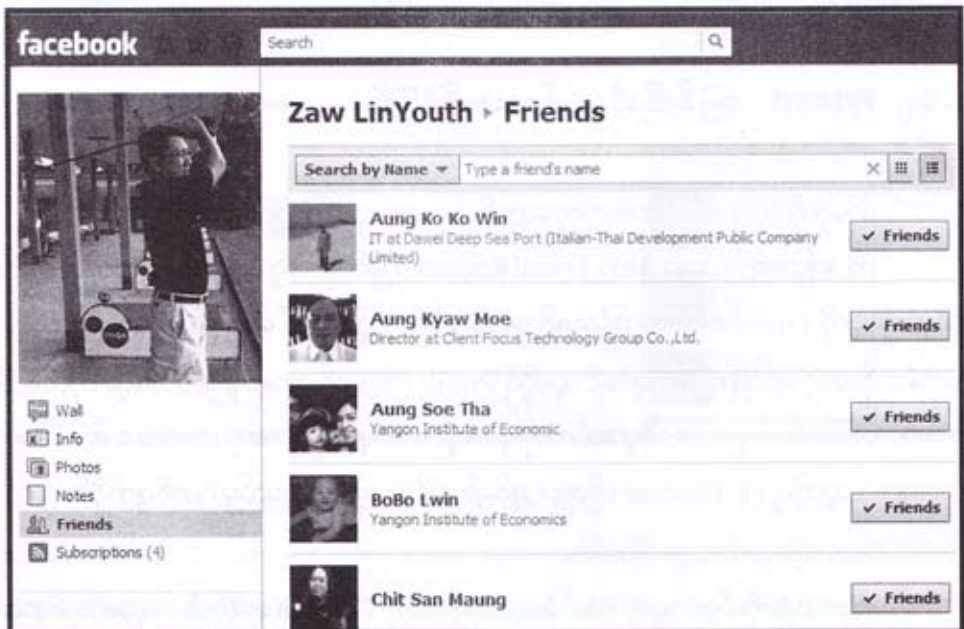 facebook
Search
Zaw LinYouth ▸ Friends
Search by Name
Type a friend's name
Aung Ko Ko Win
IT at Dawei Deep Sea Port (Italian-Thai Development Public Company
Limited)
✓ Friends
Aung Kyaw Moe
Director at Client Focus Technology Group Co.,Ltd.
✓ Friends
Aung Soe Tha
Yangon Institute of Economic
✓ Friends
BoBo Lwin
Yangon Institute of Economics
✓ Friends
Chit San Maung
✓ Friends
Wall
Info
Photos
Notes
Friends
Subscriptions (4)